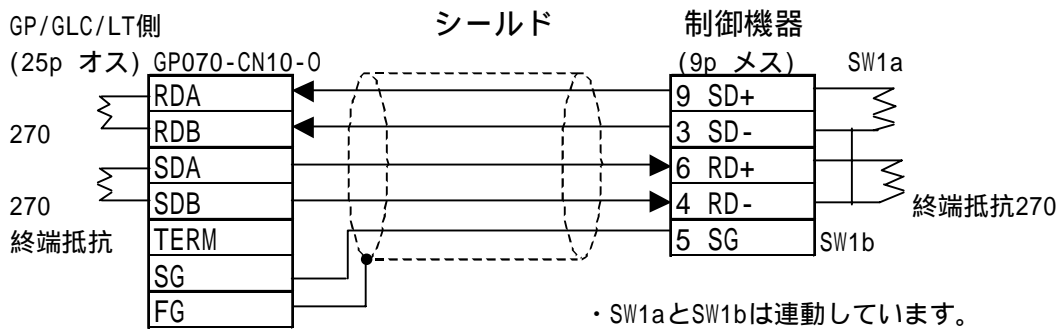 GP/GLC/LT側 シールド 制御機器
(25p オス) GP070-CN10-O (9p メス) SW1a
RDA 9 SD+
270 RDB 3 SD-
SDA 6 RD+
270 SDB 4 RD- 終端抵抗270
終端抵抗 TERM 5 SG SW1b
SG
FG
・SW1aとSW1bは連動しています。